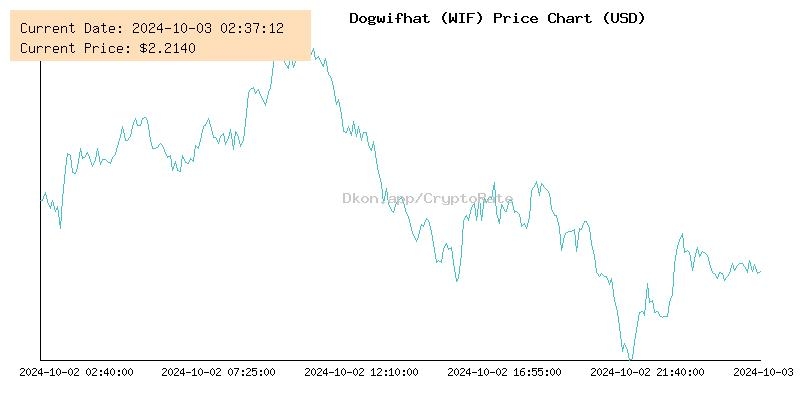 Dogwifhat (WIF) Price Chart (USD)
Current Date: 2024-10-03 02:37:12
Current Price: $2.2140
Dkon.app/CryptoRate
2024-10-02 02:40:00
2024-10-02 07:25:00
2024-10-02 12:10:00
2024-10-02 16:55:00
2024-10-02 21:40:00
2024-10-03